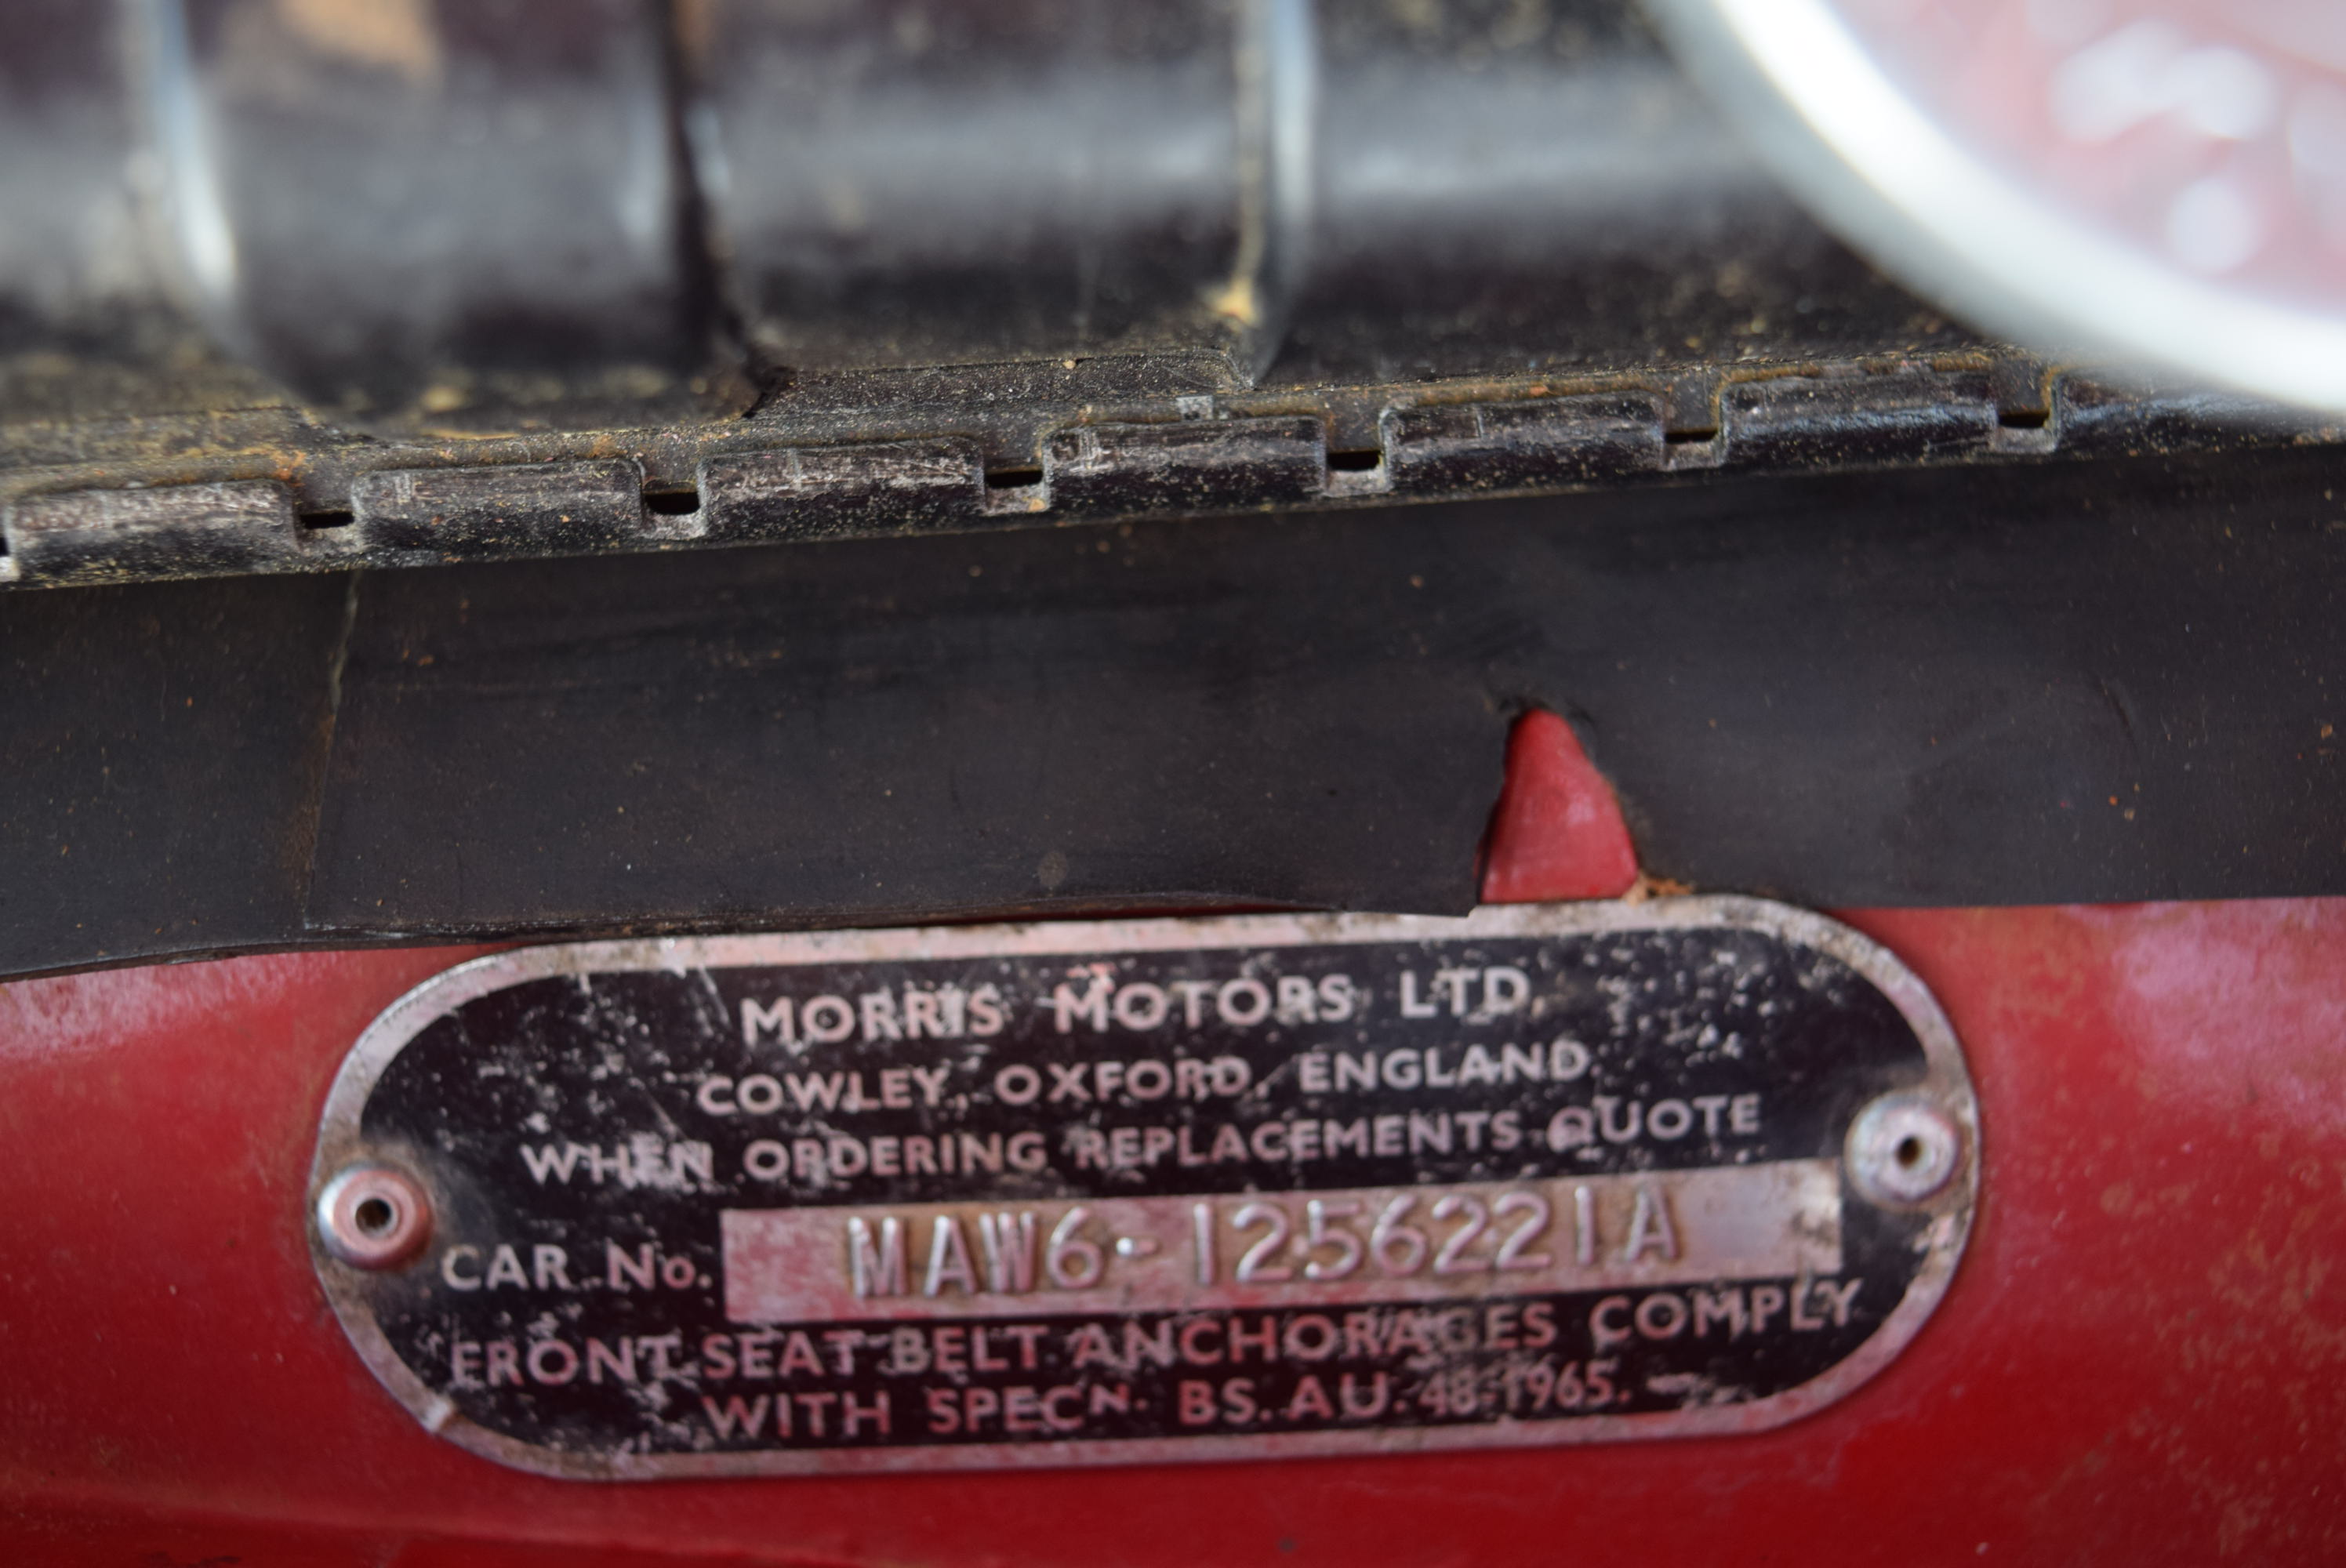 MORRIS MOTORS LTD.
COWLEY, OXFORD, ENGLAND.
WHEN ORDERING REPLACEMENTS QUOTE
CAR No. MAW6-1256221A
FRONT SEAT BELT ANCHORAGES COMPLY
WITH SPECN. BS. AU. 48-1965.